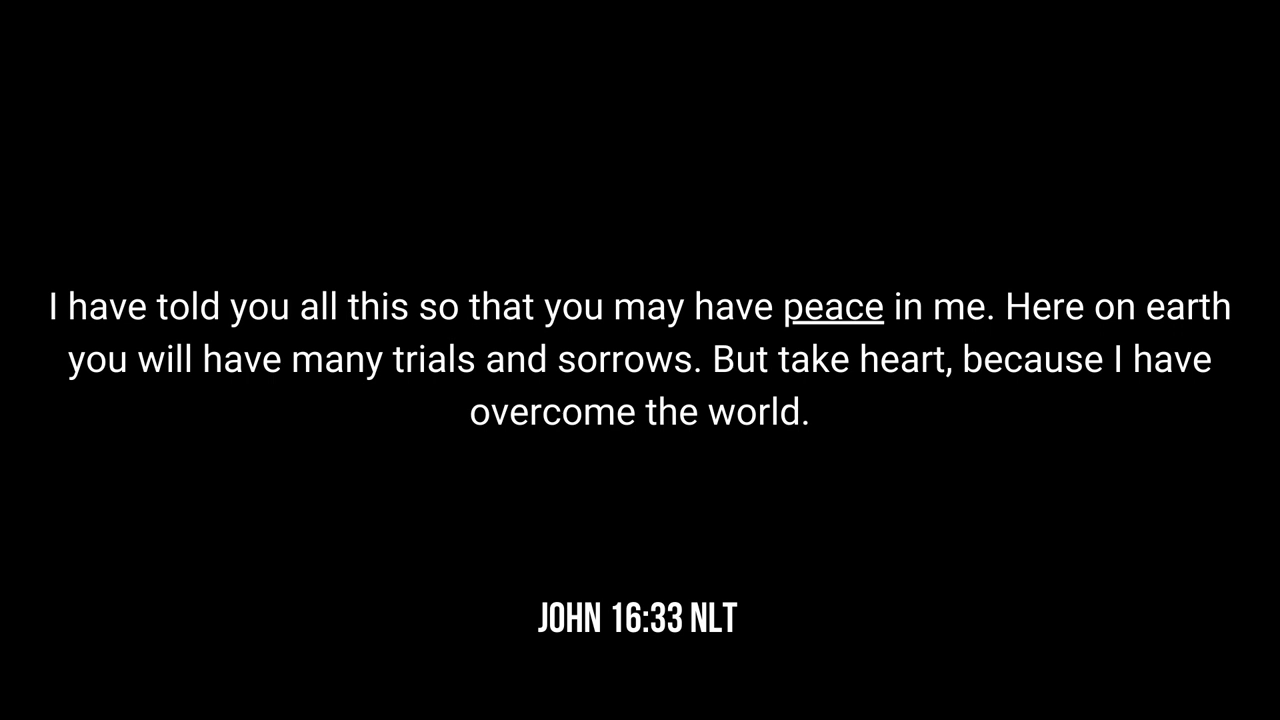 I have told you all this so that you may have peace in me. Here on earth
you will have many trials and sorrows. But take heart, because I have
overcome the world.
JOHN 16:33 NLT